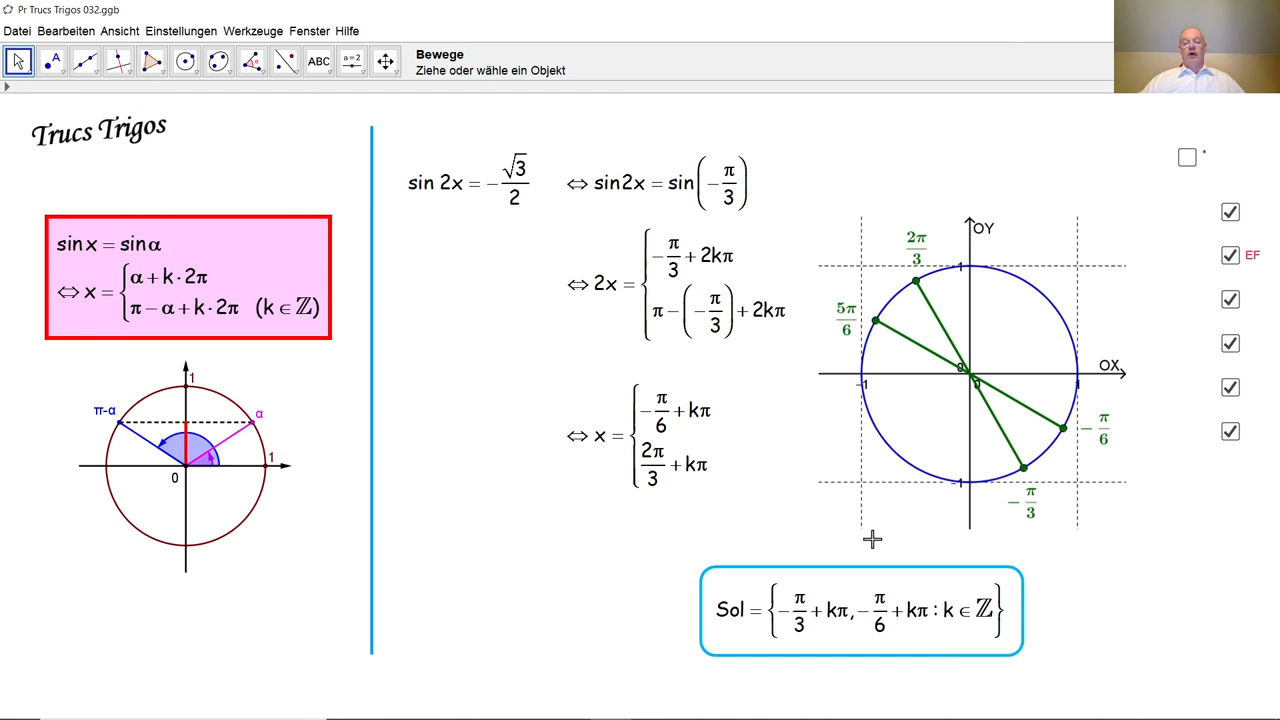 Pr Trucs Trigos 032.ggb
Datei Bearbeiten Ansicht Einstellungen Werkzeuge Fenster Hilfe
A ABC a=2
Bewege
Ziehe oder wähle ein Objekt
Trucs Trigos
sin x = sin α
⇔ x = { α + k · 2π
π − α + k · 2π (k ∈ ℤ)
1
π-α
α
1
0
sin 2x = − √3/2 ⇔ sin2x = sin(− π/3)
⇔ 2x = { − π/3 + 2kπ
π − (− π/3) + 2kπ
⇔ x = { − π/6 + kπ
2π/3 + kπ
OY
2π/3
1
5π/6
OX
0
−1
0
1
− π/6
−1
− π/3
*
EF
Sol = { − π/3 + kπ, − π/6 + kπ : k ∈ ℤ }